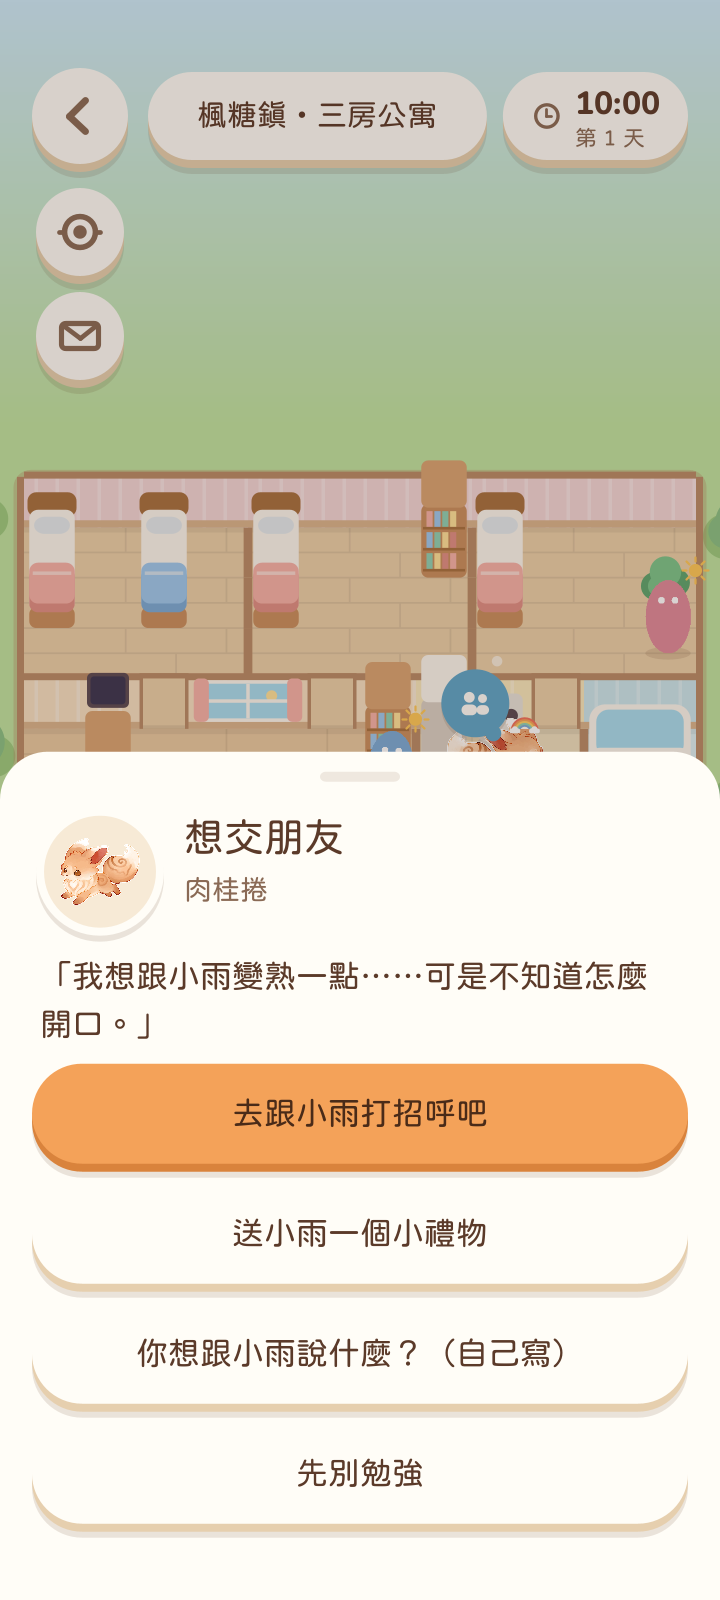 楓糖鎮・三房公寓
10:00
第 1 天
想交朋友
肉桂捲
「我想跟小雨變熟一點……可是不知道怎麼
開口。」
去跟小雨打招呼吧
送小雨一個小禮物
你想跟小雨說什麼？（自己寫）
先別勉強